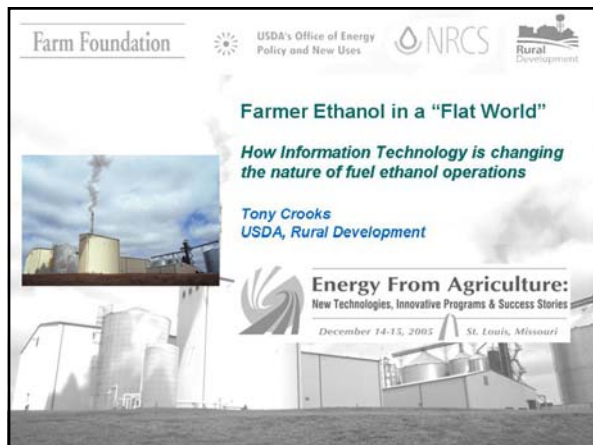 Farm Foundation
USDA's Office of Energy
Policy and New Uses
NRCS
Rural
Development
Farmer Ethanol in a “Flat World”
How Information Technology is changing
the nature of fuel ethanol operations
Tony Crooks
USDA, Rural Development
Energy From Agriculture:
New Technologies, Innovative Programs & Success Stories
December 14-15, 2005
St. Louis, Missouri